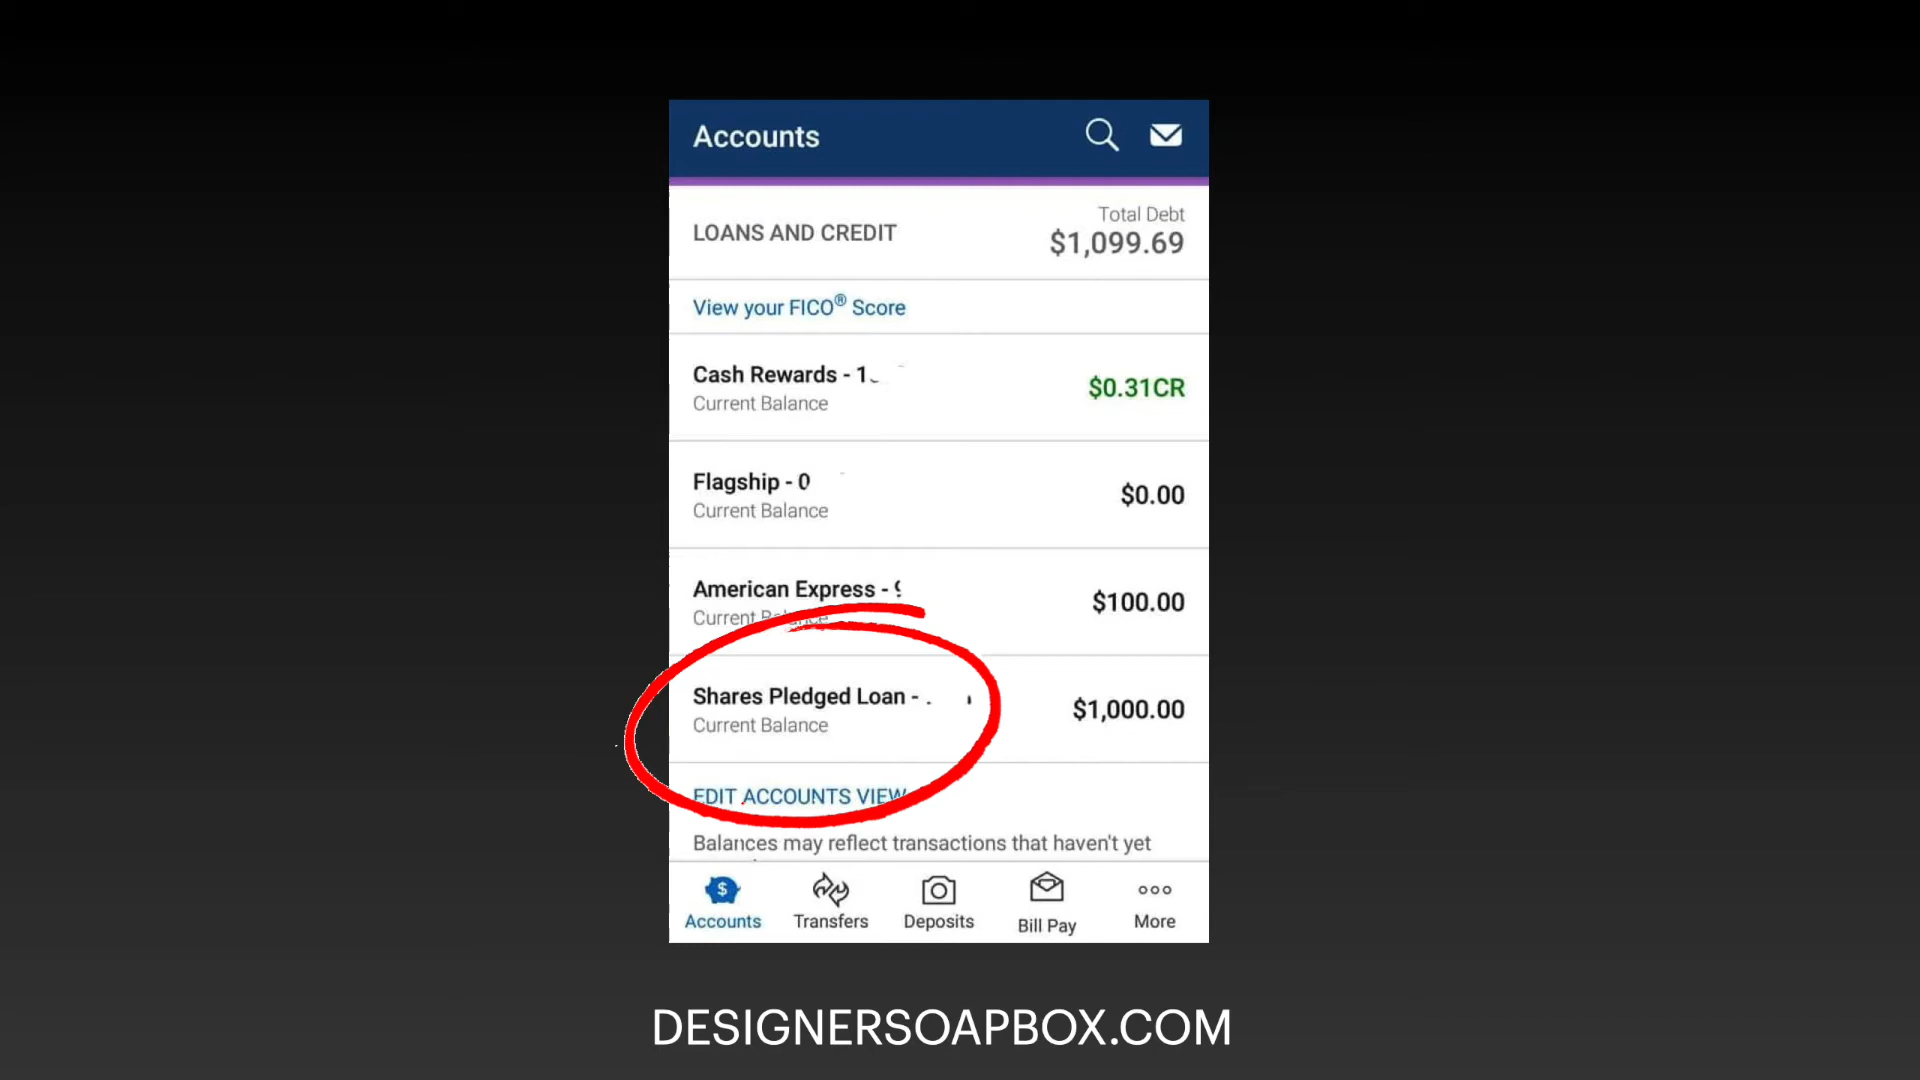 Accounts
LOANS AND CREDIT
Total Debt
$1,099.69
View your FICO® Score
Cash Rewards - 1
Current Balance
$0.31CR
Flagship - 0
Current Balance
$0.00
American Express -
Current Balance
$100.00
Shares Pledged Loan -
Current Balance
$1,000.00
EDIT ACCOUNTS VIEW
Balances may reflect transactions that haven't yet
$
Accounts
Transfers
Deposits
Bill Pay
More
DESIGNERSOAPBOX.COM